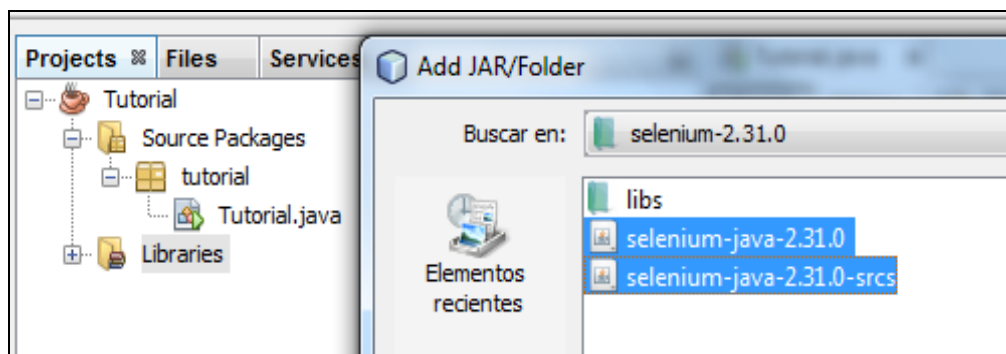 Projects Files Services
Tutorial
Source Packages
tutorial
Tutorial.java
Libraries
Add JAR/Folder
Buscar en: selenium-2.31.0
Elementos
recientes
libs
selenium-java-2.31.0
selenium-java-2.31.0-srcs